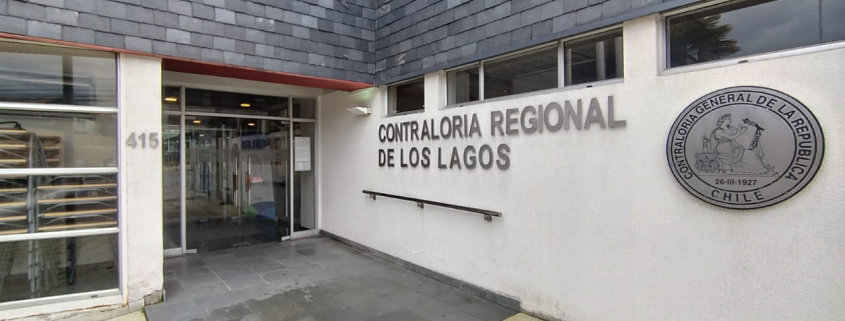 415
CONTRALORIA REGIONAL
DE LOS LAGOS
CONTRALORIA GENERAL DE LA REPUBLICA
26-III-1927
CHILE